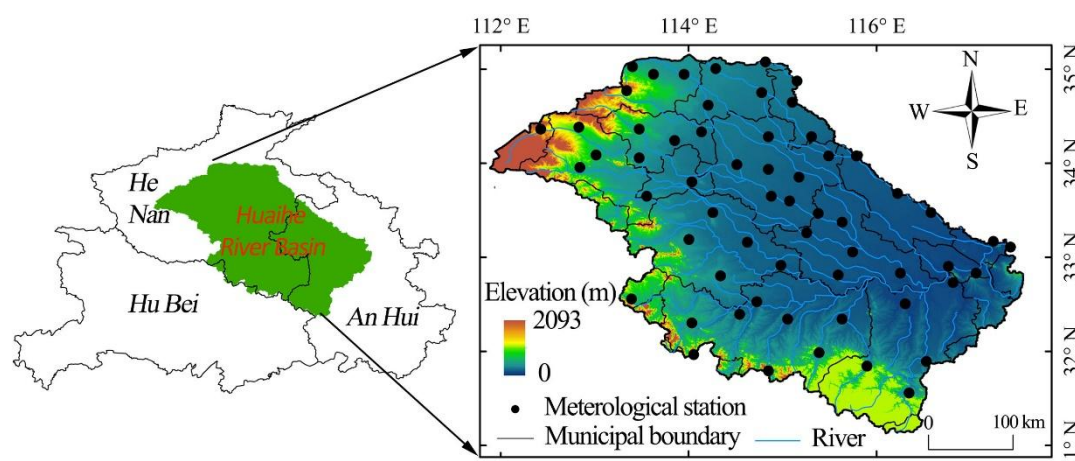 112° E
114° E
116° E
He
Nan
Huaihe
River Basin
Hu Bei
An Hui
N
W
E
S
35° N
34° N
33° N
32° N
1° N
Elevation (m)
2093
0
Meterological station
Municipal boundary
River
0
100 km